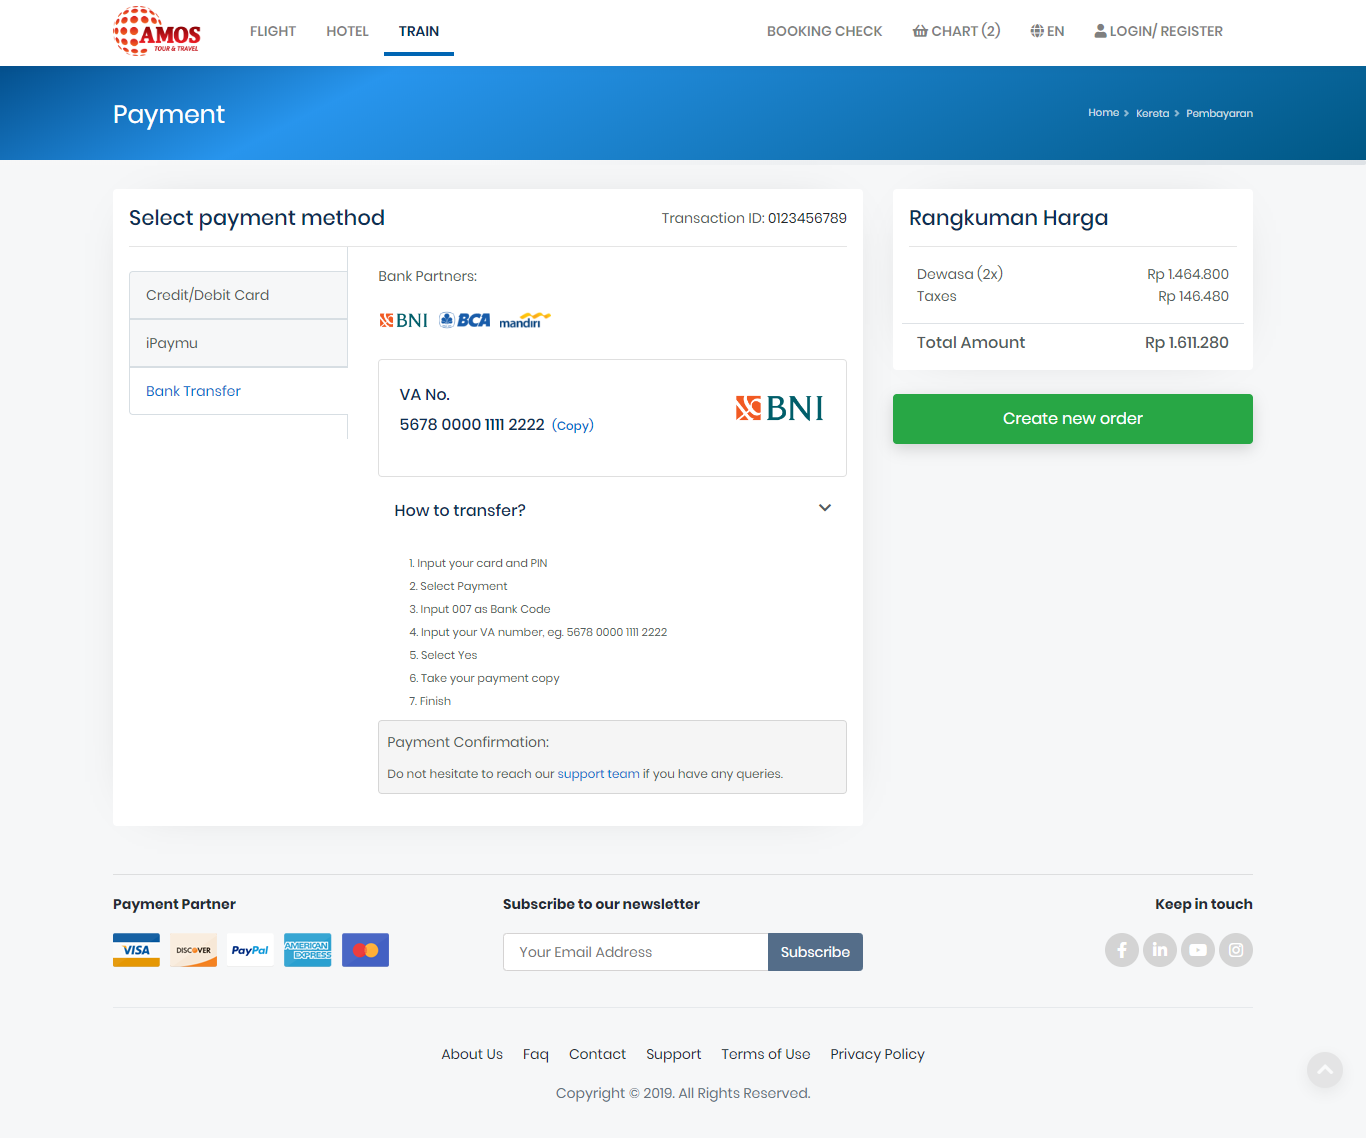 AMOS
TOUR & TRAVEL
FLIGHT HOTEL TRAIN BOOKING CHECK CHART (2) EN LOGIN/ REGISTER
Payment
Home > Kereta > Pembayaran
Select payment method
Transaction ID: 0123456789
Credit/Debit Card
iPaymu
Bank Transfer
Bank Partners:
BNI BCA mandiri
VA No.
5678 0000 1111 2222 (Copy)
BNI
How to transfer?
1. Input your card and PIN
2. Select Payment
3. Input 007 as Bank Code
4. Input your VA number, eg. 5678 0000 1111 2222
5. Select Yes
6. Take your payment copy
7. Finish
Payment Confirmation:
Do not hesitate to reach our support team if you have any queries.
Rangkuman Harga
Dewasa (2x) Rp 1.464.800
Taxes Rp 146.480
Total Amount Rp 1.611.280
Create new order
Payment Partner
VISA DISCOVER PayPal AMERICAN EXPRESS
Subscribe to our newsletter
Your Email Address Subscribe
Keep in touch
About Us Faq Contact Support Terms of Use Privacy Policy
Copyright © 2019. All Rights Reserved.